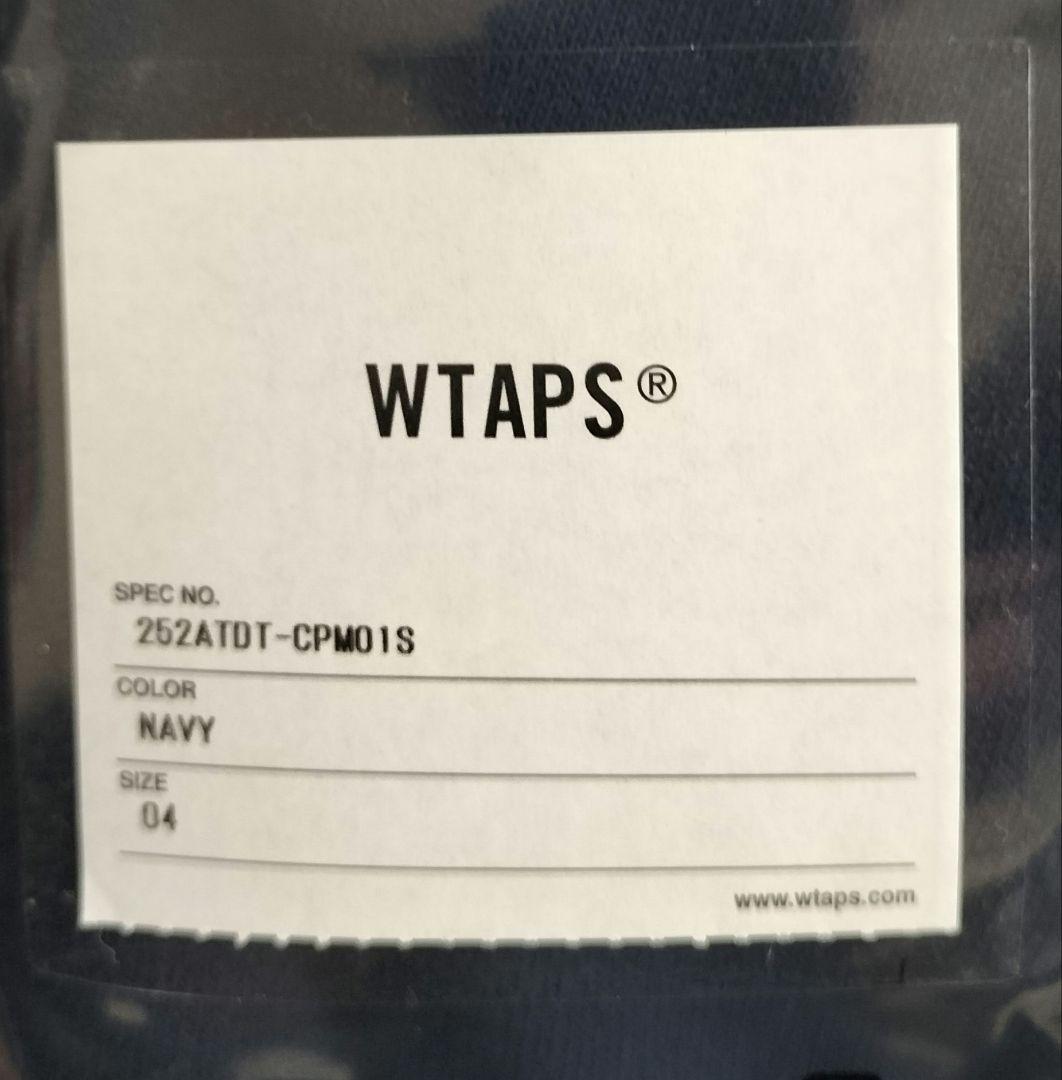 WTAPS®
SPEC NO.
252ATDT-CPM01S
COLOR
NAVY
SIZE
04
www.wtaps.com